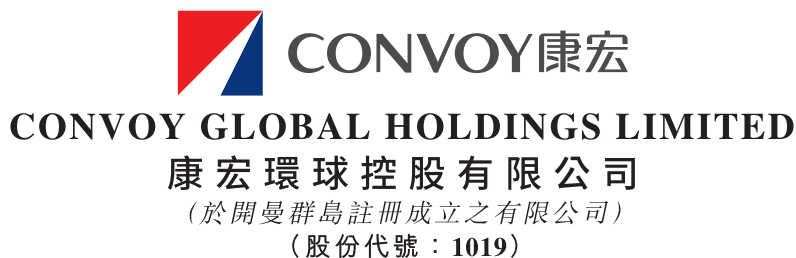 CONVOY康宏
CONVOY GLOBAL HOLDINGS LIMITED
康宏環球控股有限公司
（於開曼群島註冊成立之有限公司）
（股份代號：1019）